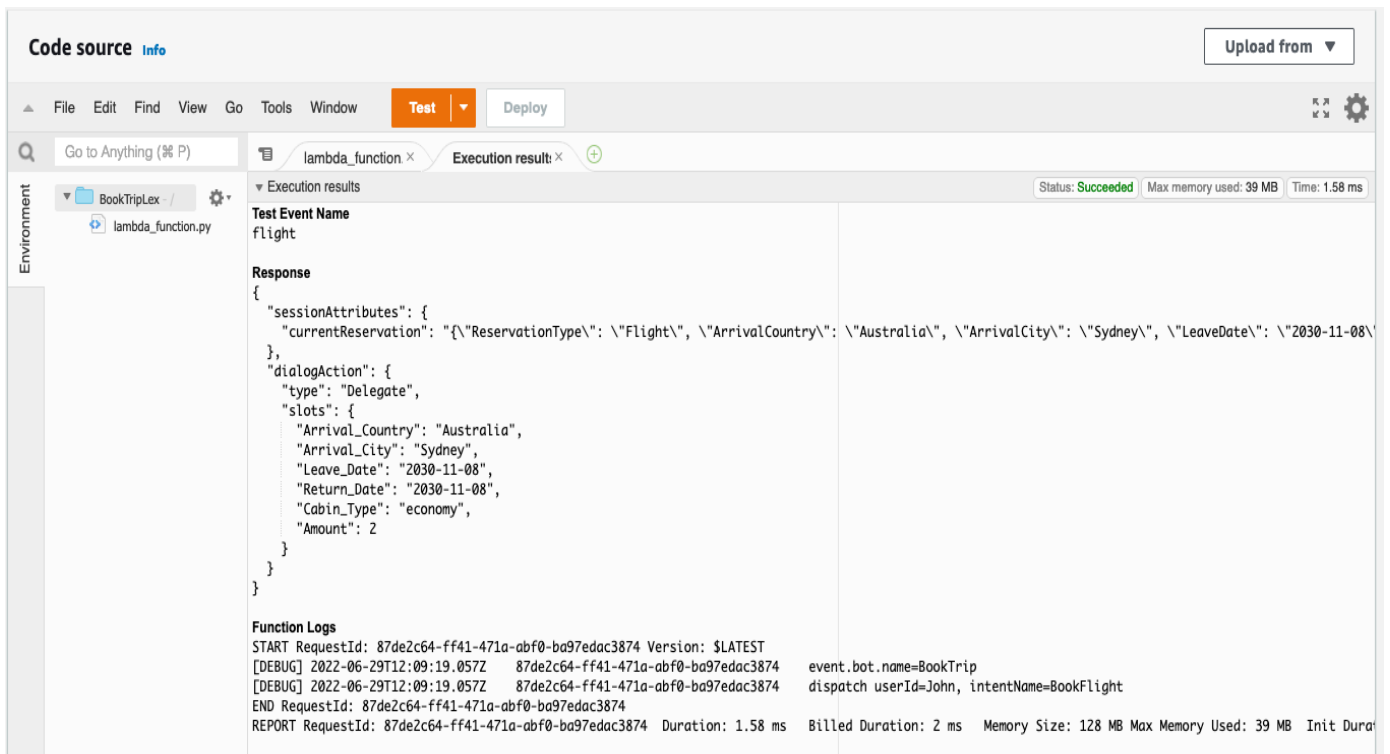 Code source Info
Upload from ▼
File Edit Find View Go Tools Window Test Deploy
Go to Anything (⌘ P)
lambda_function. × Execution result: ×
Environment
BookTripLex - /
lambda_function.py
Execution results
Status: Succeeded Max memory used: 39 MB Time: 1.58 ms
Test Event Name
flight
Response
{
"sessionAttributes": {
"currentReservation": "{\"ReservationType\": \"Flight\", \"ArrivalCountry\": \"Australia\", \"ArrivalCity\": \"Sydney\", \"LeaveDate\": \"2030-11-08\"
},
"dialogAction": {
"type": "Delegate",
"slots": {
"Arrival_Country": "Australia",
"Arrival_City": "Sydney",
"Leave_Date": "2030-11-08",
"Return_Date": "2030-11-08",
"Cabin_Type": "economy",
"Amount": 2
}
}
}
Function Logs
START RequestId: 87de2c64-ff41-471a-abf0-ba97edac3874 Version: $LATEST
[DEBUG] 2022-06-29T12:09:19.057Z 87de2c64-ff41-471a-abf0-ba97edac3874 event.bot.name=BookTrip
[DEBUG] 2022-06-29T12:09:19.057Z 87de2c64-ff41-471a-abf0-ba97edac3874 dispatch userId=John, intentName=BookFlight
END RequestId: 87de2c64-ff41-471a-abf0-ba97edac3874
REPORT RequestId: 87de2c64-ff41-471a-abf0-ba97edac3874 Duration: 1.58 ms Billed Duration: 2 ms Memory Size: 128 MB Max Memory Used: 39 MB Init Durat